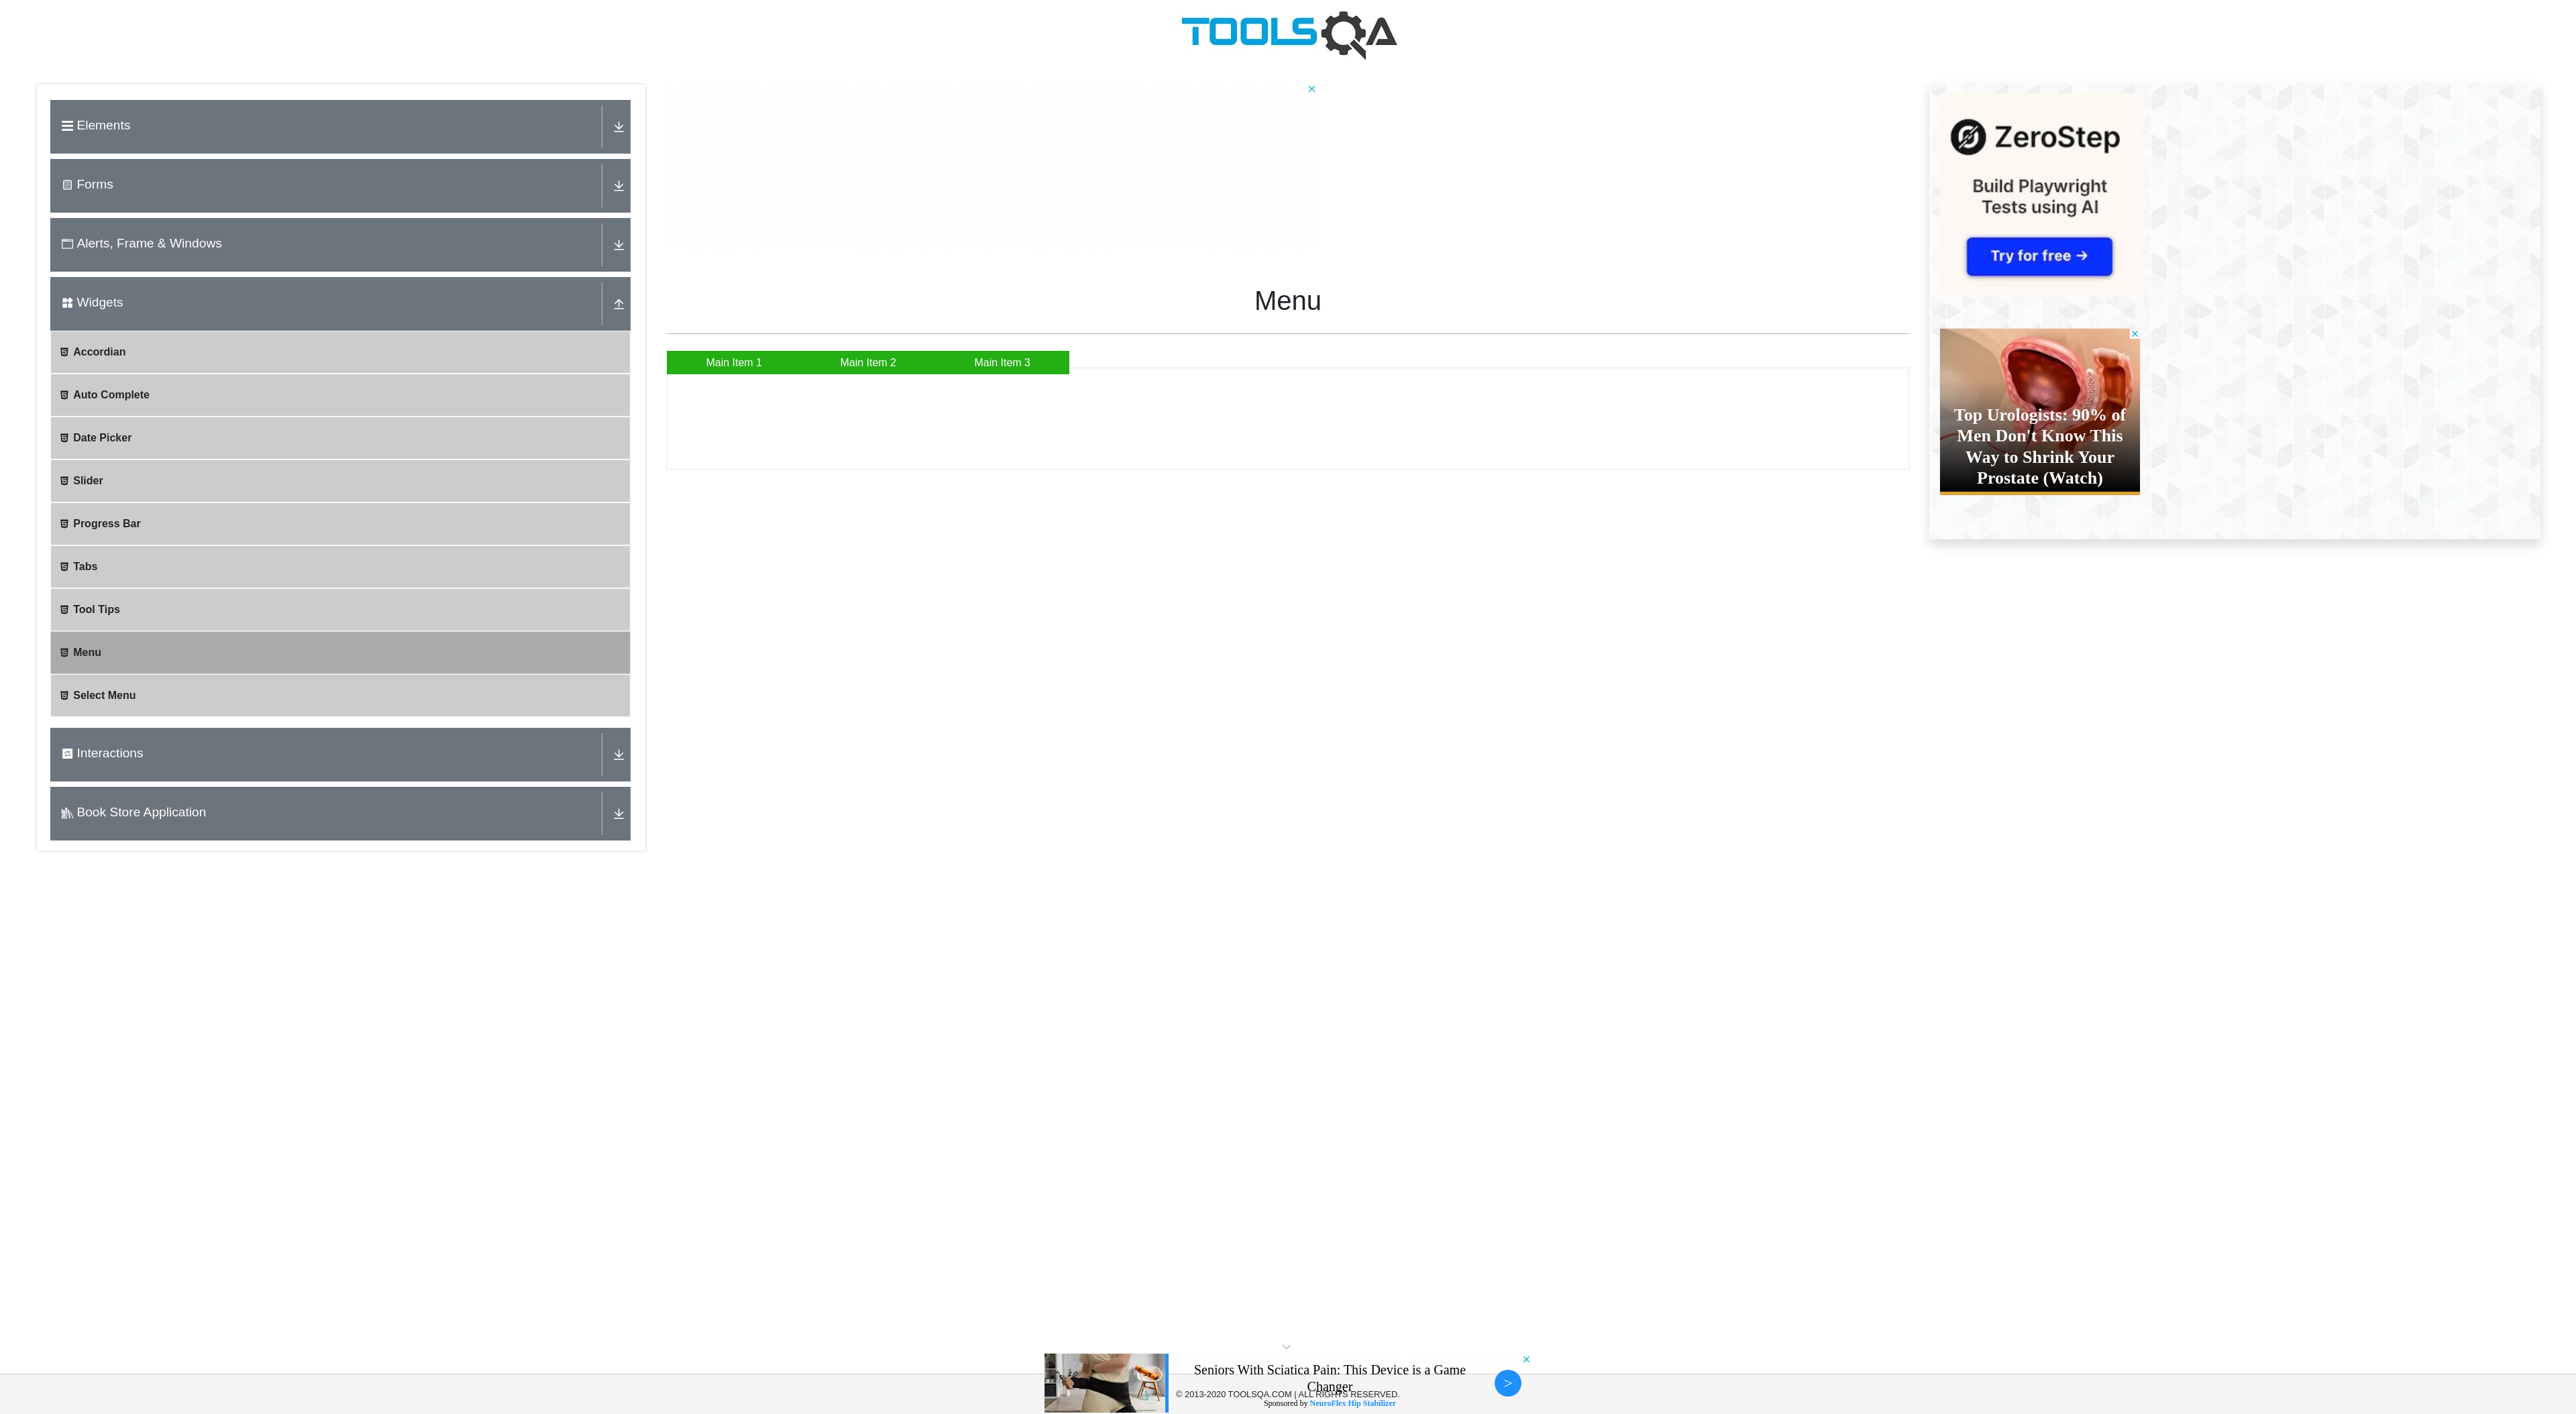 TOOLSQA
Elements
Forms
Alerts, Frame & Windows
Widgets
Accordian
Auto Complete
Date Picker
Slider
Progress Bar
Tabs
Tool Tips
Menu
Select Menu
Interactions
Book Store Application
Menu
Main Item 1 Main Item 2 Main Item 3
ZeroStep
Build Playwright
Tests using AI
Try for free →
Top Urologists: 90% of
Men Don't Know This
Way to Shrink Your
Prostate (Watch)
Seniors With Sciatica Pain: This Device is a Game
Changer
© 2013-2020 TOOLSQA.COM | ALL RIGHTS RESERVED.
Sponsored by NeuroFlex Hip Stabilizer